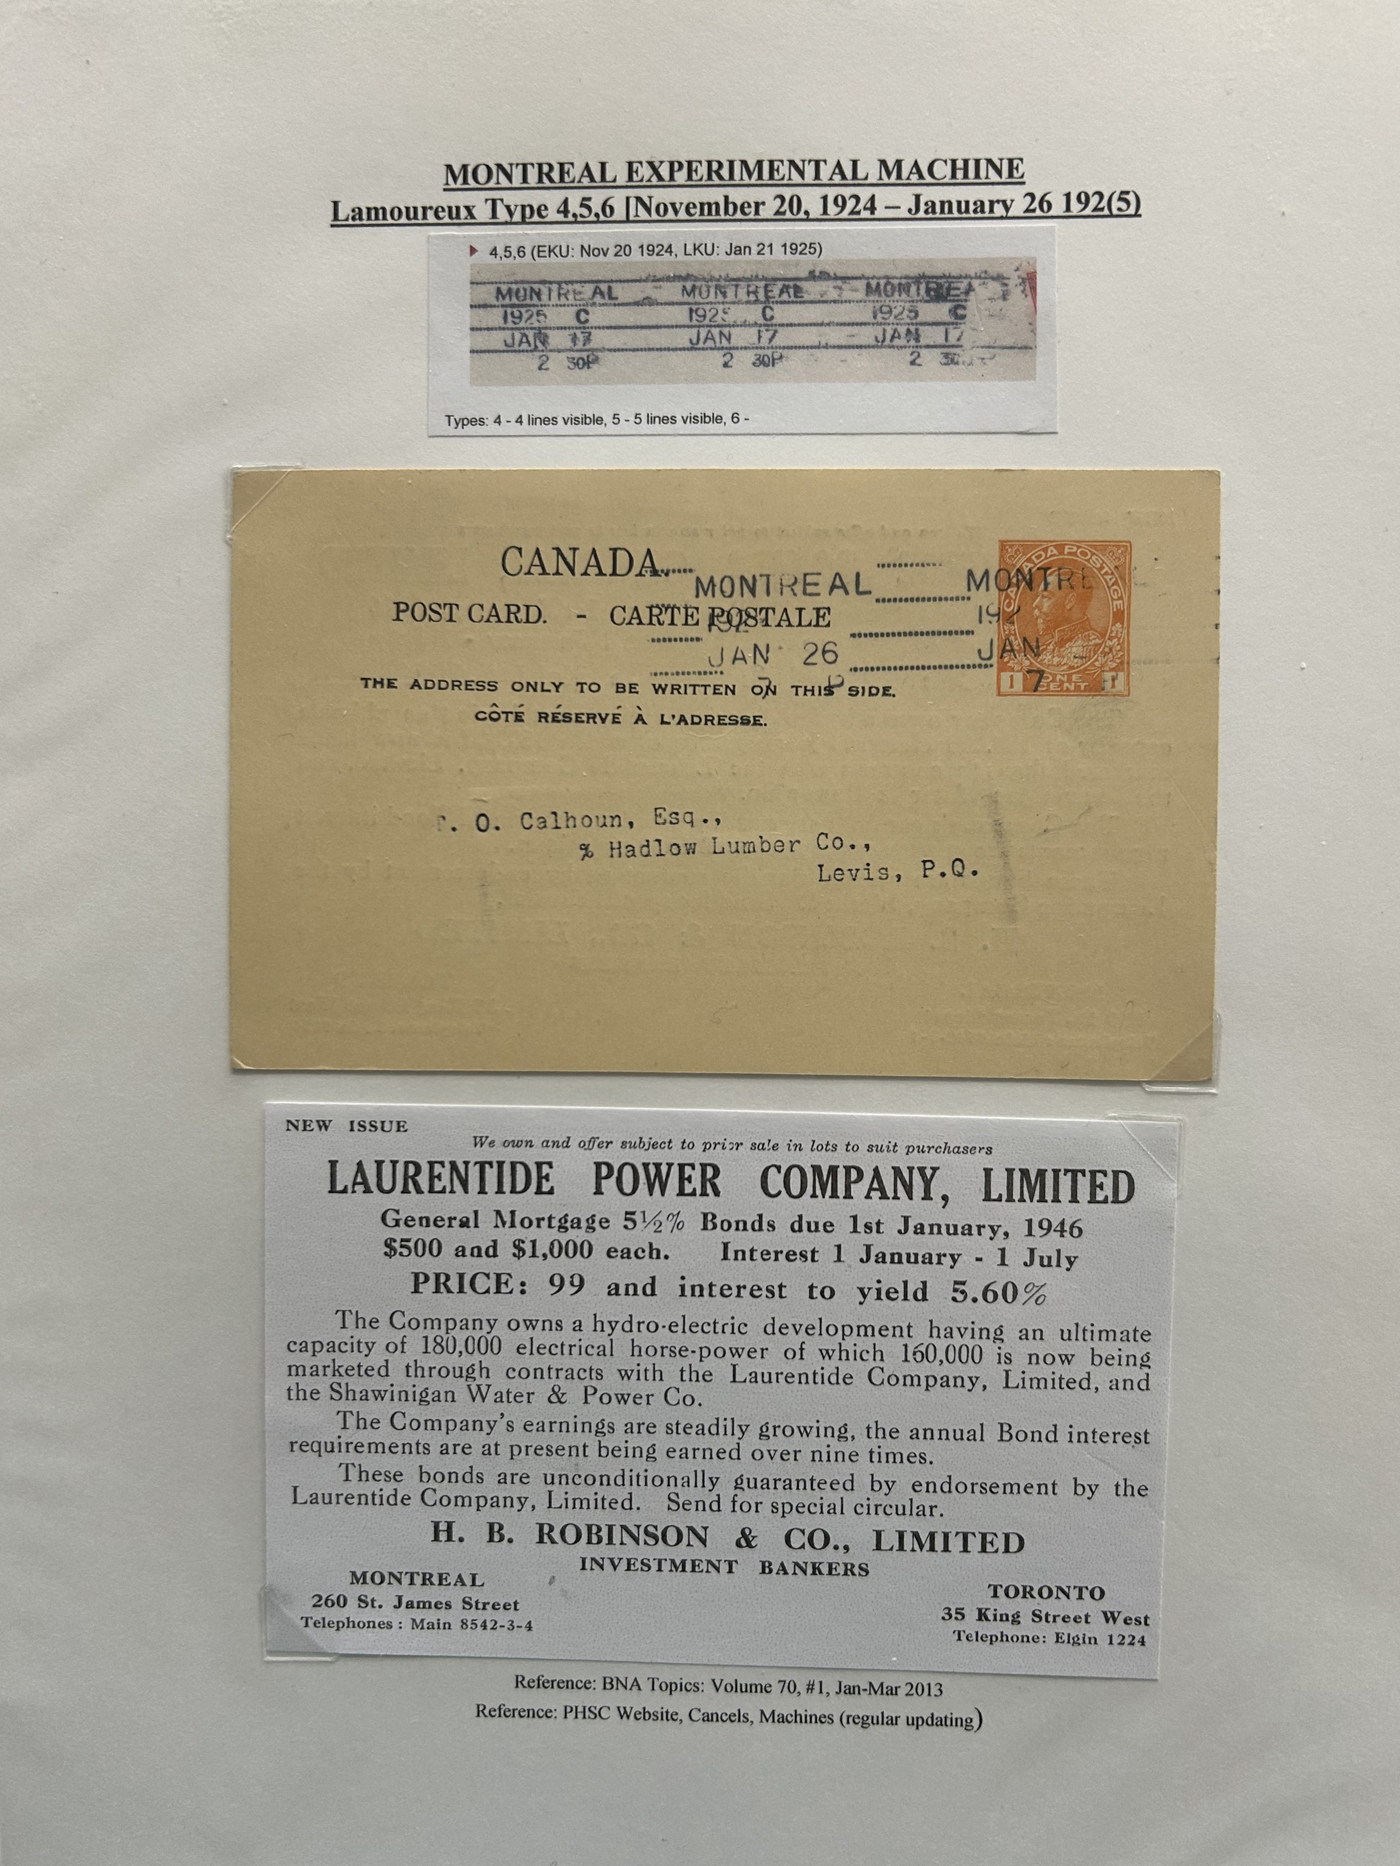 MONTREAL EXPERIMENTAL MACHINE
Lamoureux Type 4,5,6 [November 20, 1924 – January 26 192(5)
4,5,6 (EKU: Nov 20 1924, LKU: Jan 21 1925)
MONTREAL MONTREAL MONTREA
1925 C 192 C 1925 C
JAN 17 JAN 17 JAN 17
2 30P 2 30P 2 30
Types: 4 - 4 lines visible, 5 - 5 lines visible, 6 -
CANADA.
MONTREAL MONTRE
POST CARD. - CARTE POSTALE
192 192
JAN 26 JAN
7 P 7
THE ADDRESS ONLY TO BE WRITTEN ON THIS SIDE.
CÔTÉ RÉSERVÉ À L'ADRESSE.
CANADA POSTAGE
1 ONE CENT 1
. O. Calhoun, Esq.,
% Hadlow Lumber Co.,
Levis, P.Q.
NEW ISSUE
We own and offer subject to prior sale in lots to suit purchasers
LAURENTIDE POWER COMPANY, LIMITED
General Mortgage 5½% Bonds due 1st January, 1946
$500 and $1,000 each. Interest 1 January - 1 July
PRICE: 99 and interest to yield 5.60%
The Company owns a hydro-electric development having an ultimate
capacity of 180,000 electrical horse-power of which 160,000 is now being
marketed through contracts with the Laurentide Company, Limited, and
the Shawinigan Water & Power Co.
The Company's earnings are steadily growing, the annual Bond interest
requirements are at present being earned over nine times.
These bonds are unconditionally guaranteed by endorsement by the
Laurentide Company, Limited. Send for special circular.
H. B. ROBINSON & CO., LIMITED
INVESTMENT BANKERS
MONTREAL
260 St. James Street
Telephones: Main 8542-3-4
TORONTO
35 King Street West
Telephone: Elgin 1224
Reference: BNA Topics: Volume 70, #1, Jan-Mar 2013
Reference: PHSC Website, Cancels, Machines (regular updating)